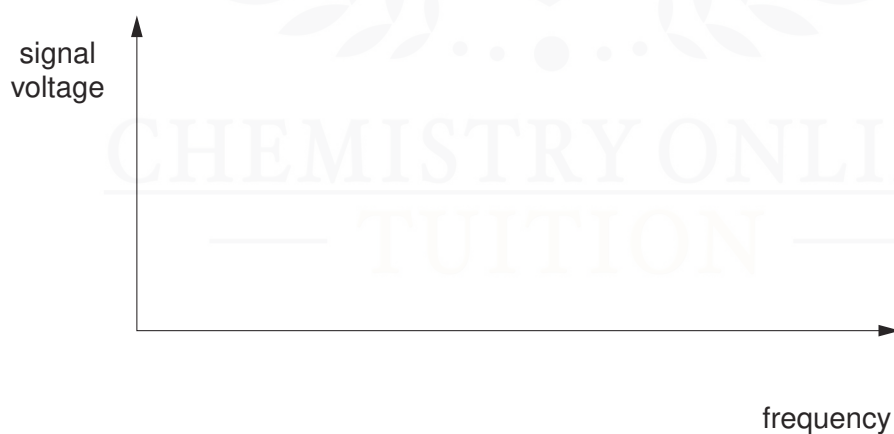 signal
voltage
CHEMISTRY ONLI
TUITION
frequency